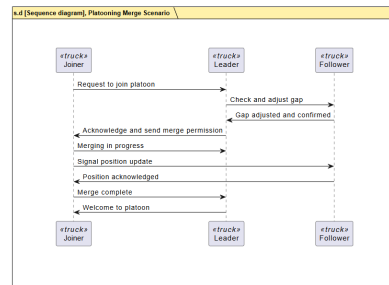 s.d [Sequence diagram], Platooning Merge Scenario
«truck» «truck» «truck»
Joiner Leader Follower
Request to join platoon
Check and adjust gap
Gap adjusted and confirmed
Acknowledge and send merge permission
Merging in progress
Signal position update
Position acknowledged
Merge complete
Welcome to platoon
«truck» «truck» «truck»
Joiner Leader Follower